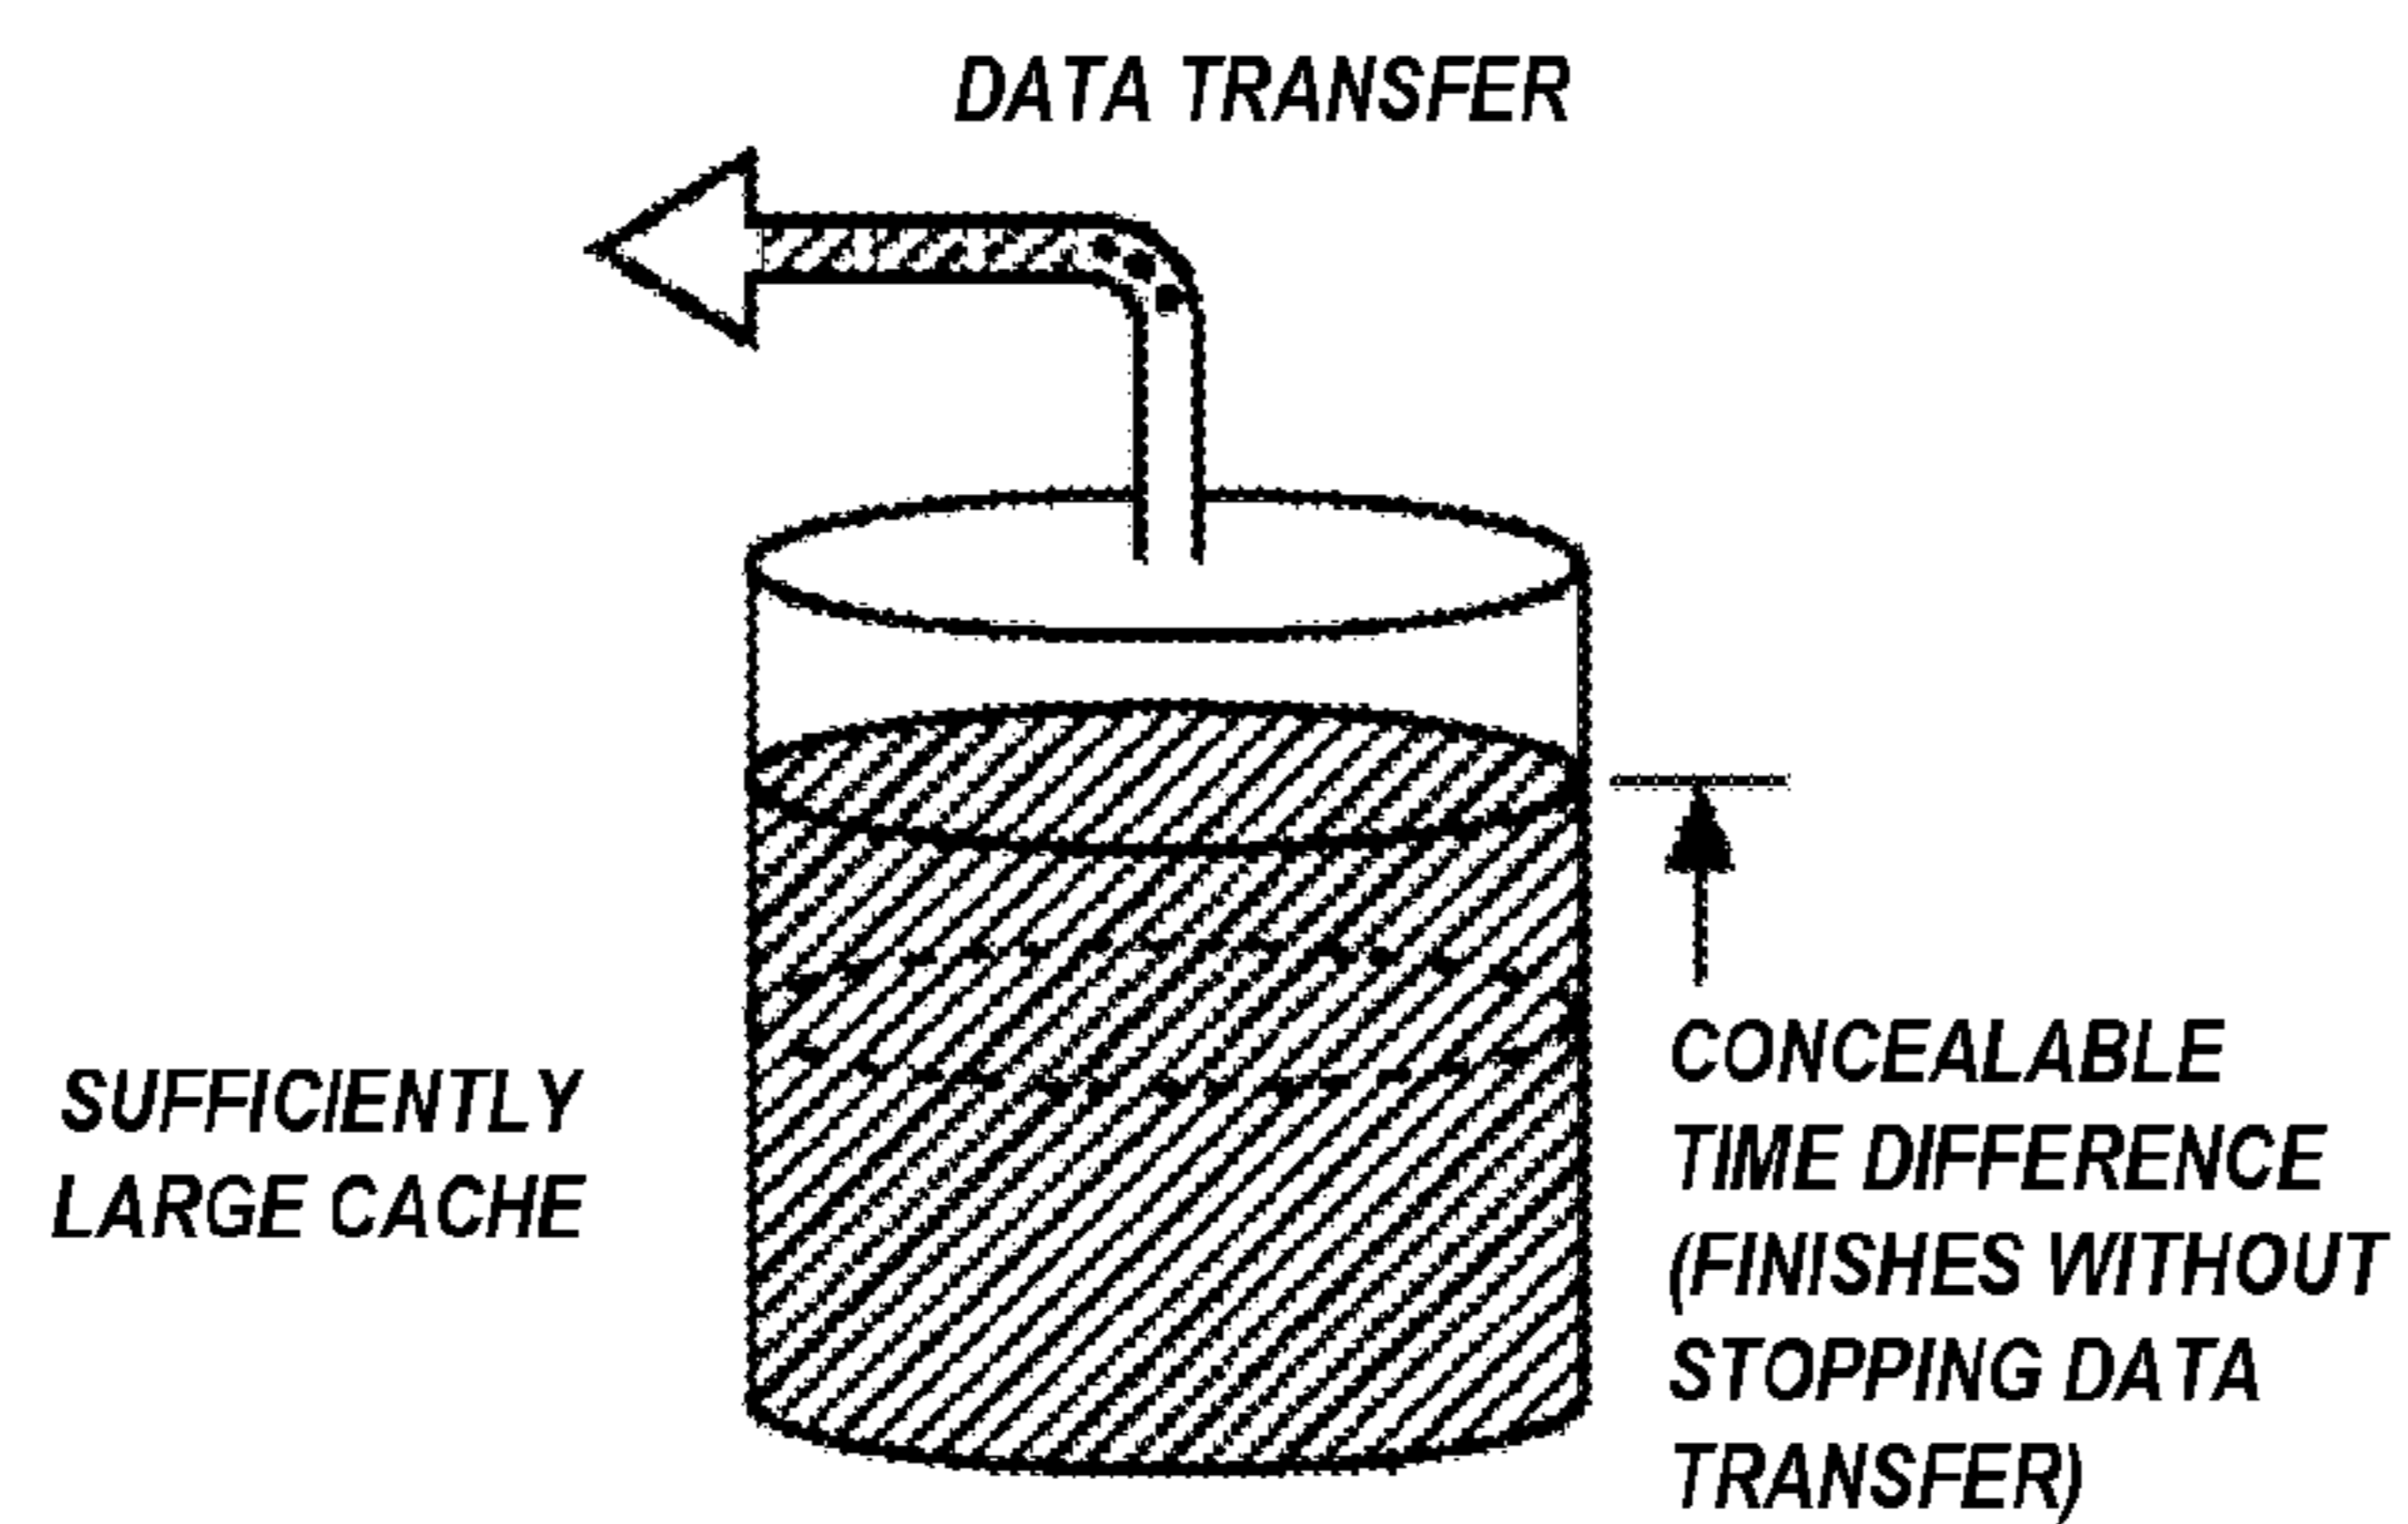 DATA TRANSFER
SUFFICIENTLY
LARGE CACHE
CONCEALABLE
TIME DIFFERENCE
(FINISHES WITHOUT
STOPPING DATA
TRANSFER)